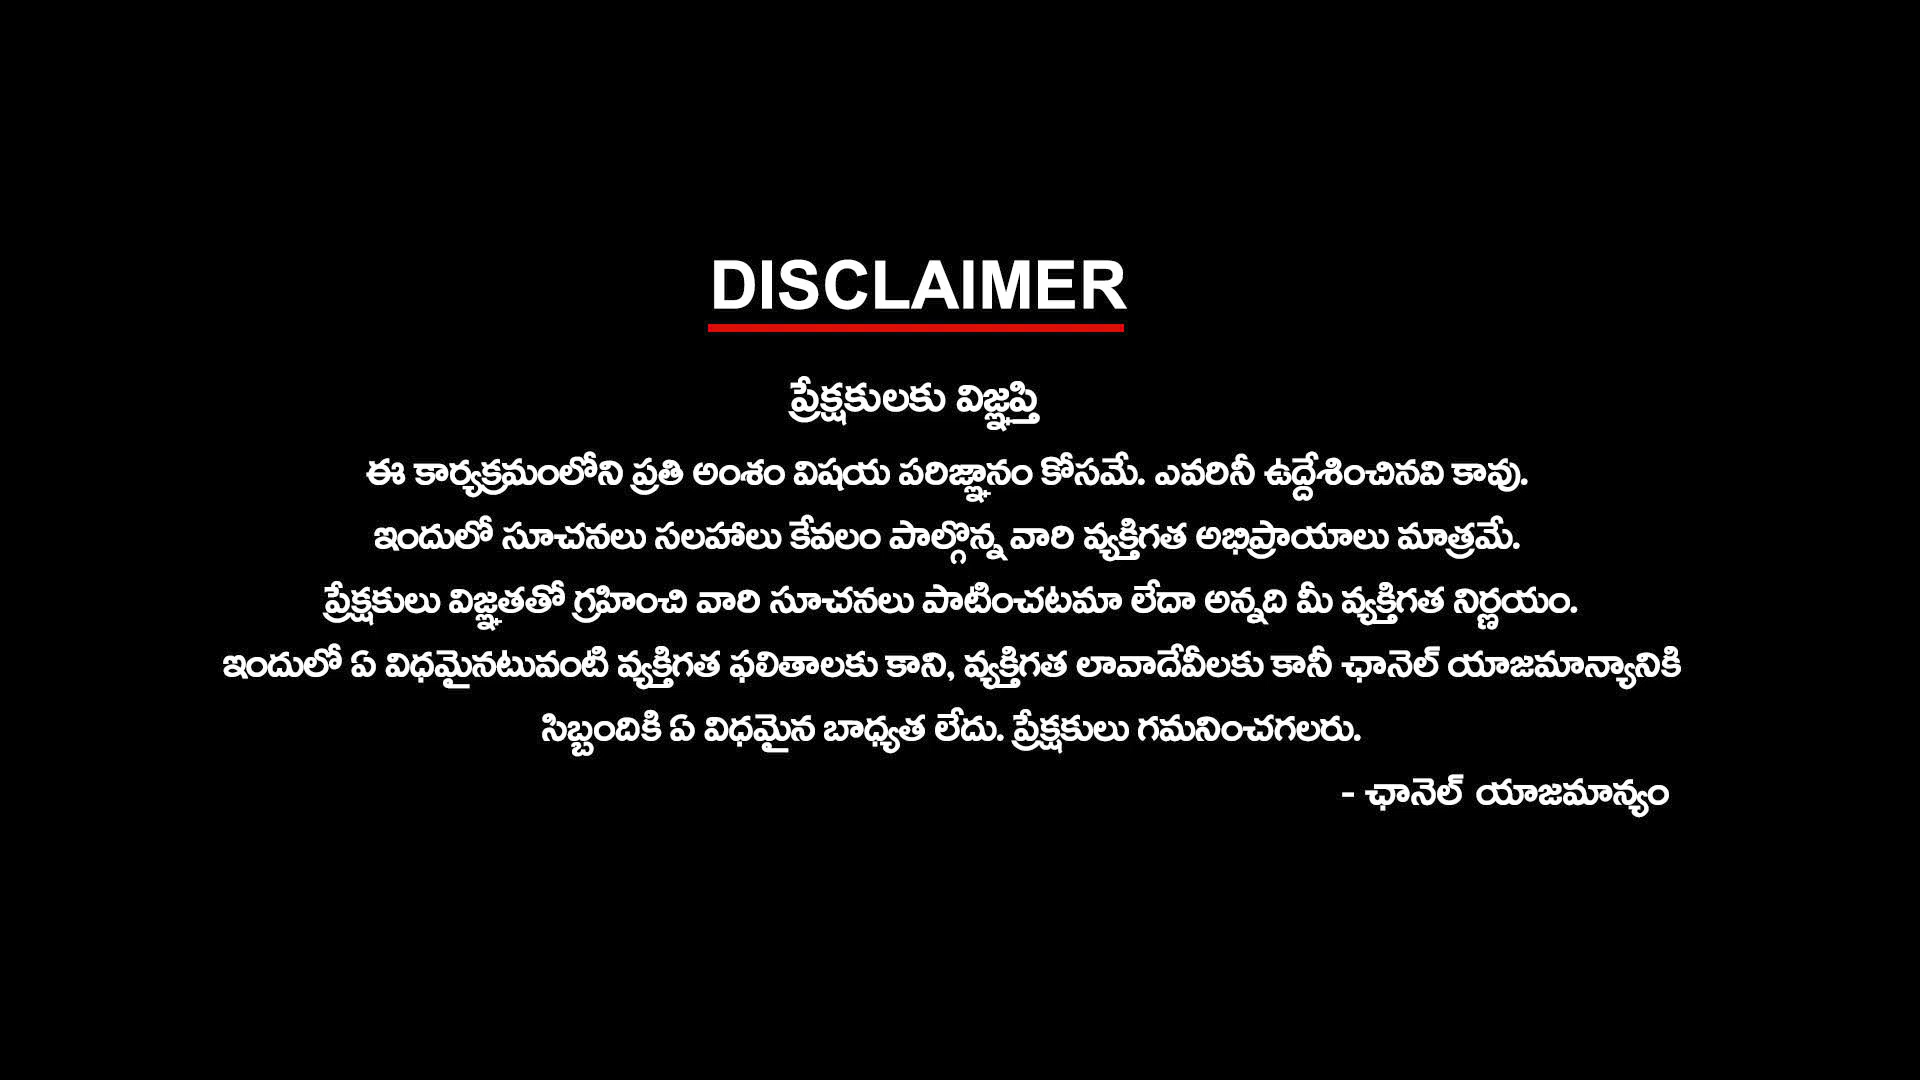 DISCLAIMER
ప్రేక్షకులకు విజ్ఞప్తి
ఈ కార్యక్రమంలోని ప్రతి అంశం విషయ పరిజ్ఞానం కోసమే. ఎవరినీ ఉద్దేశించినవి కావు.
ఇందులో సూచనలు సలహాలు కేవలం పాల్గొన్న వారి వ్యక్తిగత అభిప్రాయాలు మాత్రమే.
ప్రేక్షకులు విజ్ఞతతో గ్రహించి వారి సూచనలు పాటించటమా లేదా అన్నది మీ వ్యక్తిగత నిర్ణయం.
ఇందులో ఏ విధమైనటువంటి వ్యక్తిగత ఫలితాలకు కాని, వ్యక్తిగత లావాదేవీలకు కానీ ఛానెల్ యాజమాన్యానికి
సిబ్బందికి ఏ విధమైన బాధ్యత లేదు. ప్రేక్షకులు గమనించగలరు.
- ఛానెల్ యాజమాన్యం